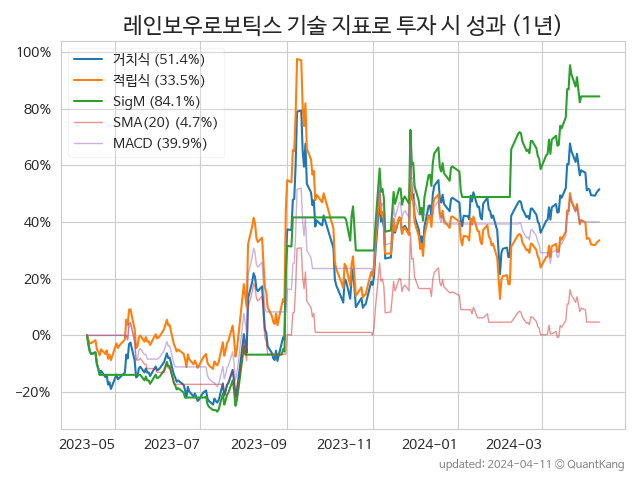 레인보우로보틱스 기술 지표로 투자 시 성과 (1년)
거치식 (51.4%)
적립식 (33.5%)
SigM (84.1%)
SMA(20) (4.7%)
MACD (39.9%)
100%
80%
60%
40%
20%
0%
−20%
2023-05 2023-07 2023-09 2023-11 2024-01 2024-03
updated: 2024-04-11 © QuantKang